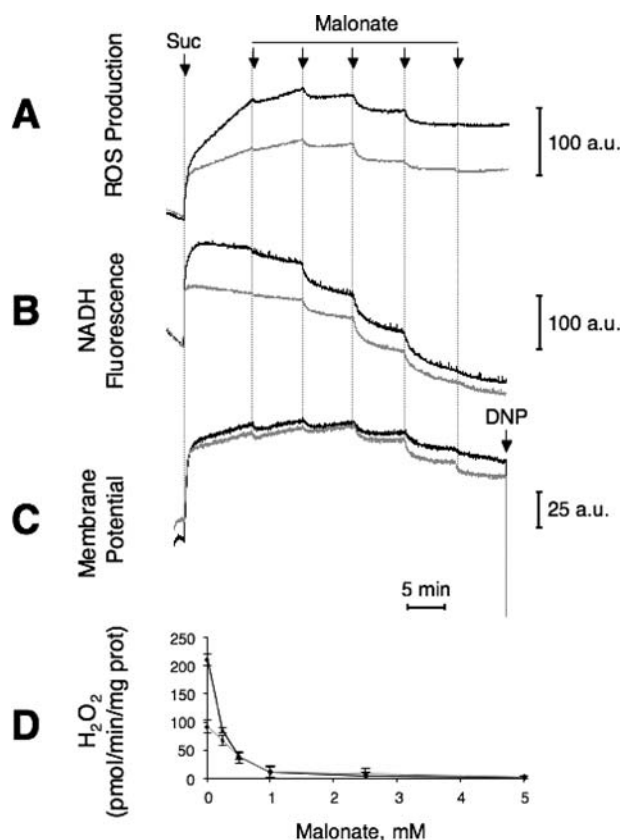 Malonate
Suc
A
ROS Production
100 a.u.
B
NADH
Fluorescence
100 a.u.
DNP
C
Membrane
Potential
25 a.u.
5 min
D
H₂O₂
(pmol/min/mg prot)
250
200
150
100
50
0
0 1 2 3 4 5
Malonate, mM